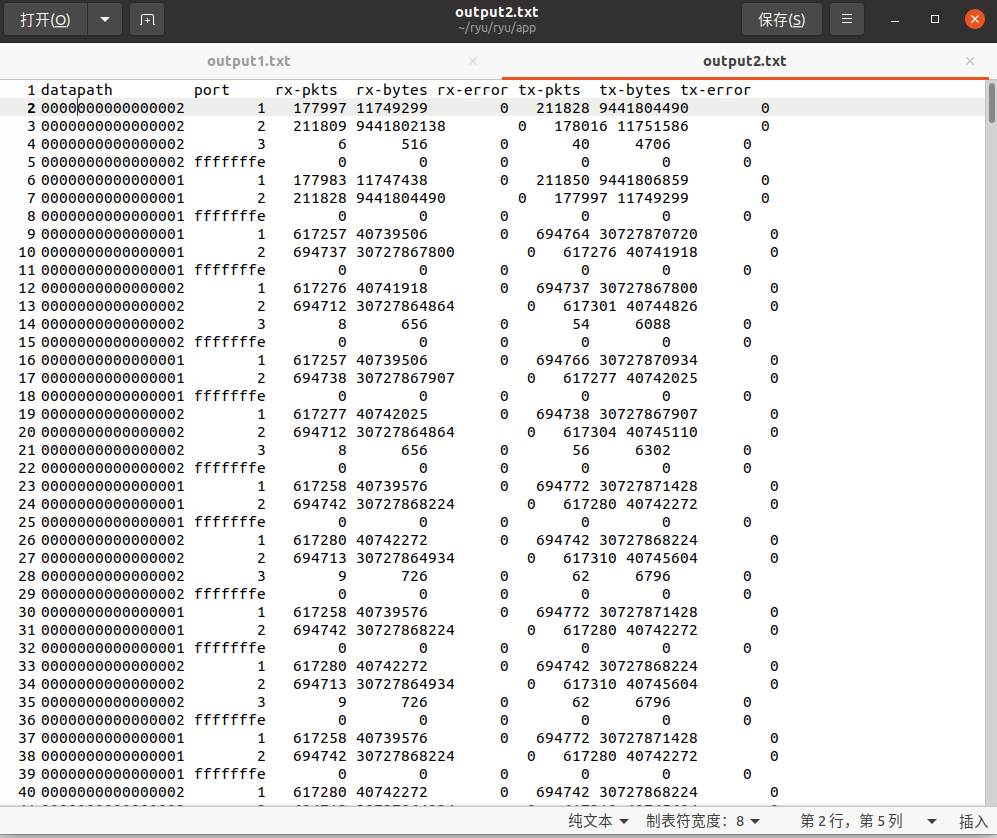 打开(O)
output2.txt
~/ryu/ryu/app
保存(S)
output1.txt
output2.txt
1 datapath port rx-pkts rx-bytes rx-error tx-pkts tx-bytes tx-error
2 0000000000000002 1 177997 11749299 0 211828 9441804490 0
3 0000000000000002 2 211809 9441802138 0 178016 11751586 0
4 0000000000000002 3 6 516 0 40 4706 0
5 0000000000000002 fffffffe 0 0 0 0 0 0
6 0000000000000001 1 177983 11747438 0 211850 9441806859 0
7 0000000000000001 2 211828 9441804490 0 177997 11749299 0
8 0000000000000001 fffffffe 0 0 0 0 0 0
9 0000000000000001 1 617257 40739506 0 694764 30727870720 0
10 0000000000000001 2 694737 30727867800 0 617276 40741918 0
11 0000000000000001 fffffffe 0 0 0 0 0 0
12 0000000000000002 1 617276 40741918 0 694737 30727867800 0
13 0000000000000002 2 694712 30727864864 0 617301 40744826 0
14 0000000000000002 3 8 656 0 54 6088 0
15 0000000000000002 fffffffe 0 0 0 0 0 0
16 0000000000000001 1 617257 40739506 0 694766 30727870934 0
17 0000000000000001 2 694738 30727867907 0 617277 40742025 0
18 0000000000000001 fffffffe 0 0 0 0 0 0
19 0000000000000002 1 617277 40742025 0 694738 30727867907 0
20 0000000000000002 2 694712 30727864864 0 617304 40745110 0
21 0000000000000002 3 8 656 0 56 6302 0
22 0000000000000002 fffffffe 0 0 0 0 0 0
23 0000000000000001 1 617258 40739576 0 694772 30727871428 0
24 0000000000000001 2 694742 30727868224 0 617280 40742272 0
25 0000000000000001 fffffffe 0 0 0 0 0 0
26 0000000000000002 1 617280 40742272 0 694742 30727868224 0
27 0000000000000002 2 694713 30727864934 0 617310 40745604 0
28 0000000000000002 3 9 726 0 62 6796 0
29 0000000000000002 fffffffe 0 0 0 0 0 0
30 0000000000000001 1 617258 40739576 0 694772 30727871428 0
31 0000000000000001 2 694742 30727868224 0 617280 40742272 0
32 0000000000000001 fffffffe 0 0 0 0 0 0
33 0000000000000002 1 617280 40742272 0 694742 30727868224 0
34 0000000000000002 2 694713 30727864934 0 617310 40745604 0
35 0000000000000002 3 9 726 0 62 6796 0
36 0000000000000002 fffffffe 0 0 0 0 0 0
37 0000000000000001 1 617258 40739576 0 694772 30727871428 0
38 0000000000000001 2 694742 30727868224 0 617280 40742272 0
39 0000000000000001 fffffffe 0 0 0 0 0 0
40 0000000000000002 1 617280 40742272 0 694742 30727868224 0
纯文本 制表符宽度：8 第 2 行，第 5 列 插入